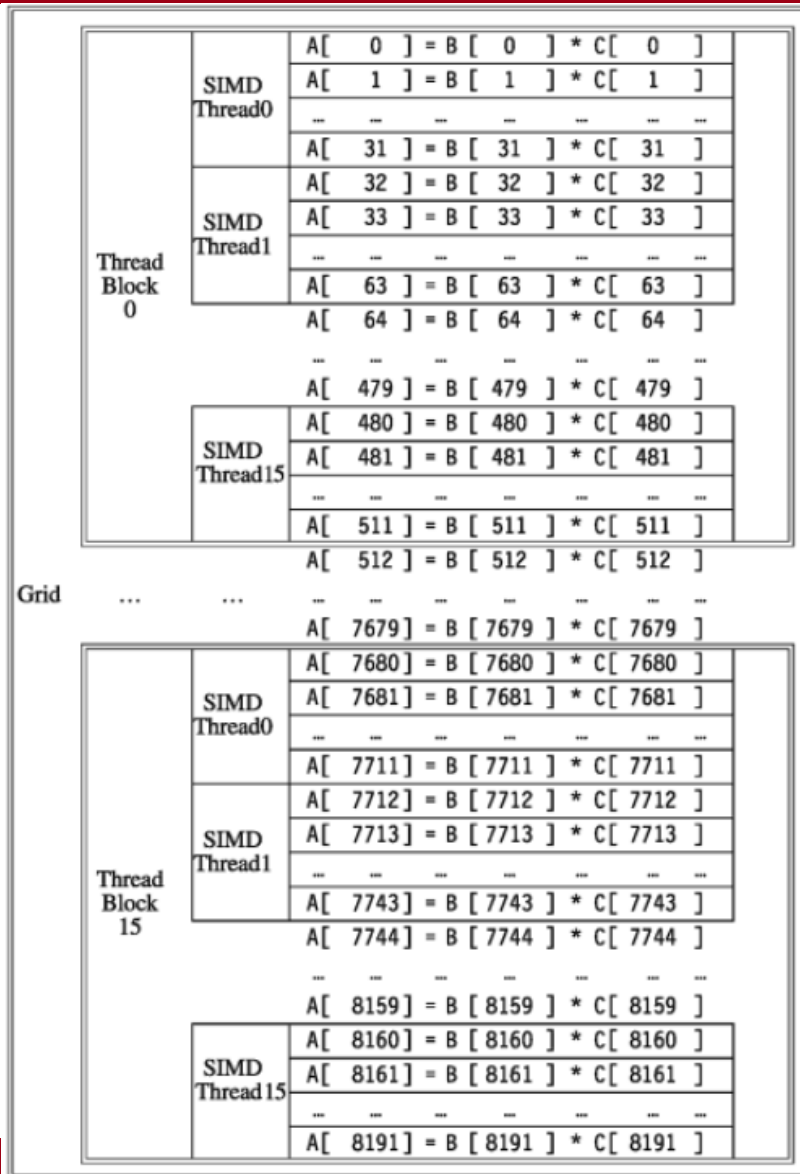 A[ 0 ] = B [ 0 ] * C[ 0 ]
SIMD Thread0 A[ 1 ] = B [ 1 ] * C[ 1 ]
... ... ... ... ... ... ...
A[ 31 ] = B [ 31 ] * C[ 31 ]
A[ 32 ] = B [ 32 ] * C[ 32 ]
SIMD Thread1 A[ 33 ] = B [ 33 ] * C[ 33 ]
... ... ... ... ... ... ...
Thread Block 0 A[ 63 ] = B [ 63 ] * C[ 63 ]
A[ 64 ] = B [ 64 ] * C[ 64 ]
... ... ... ... ... ... ...
A[ 479 ] = B [ 479 ] * C[ 479 ]
A[ 480 ] = B [ 480 ] * C[ 480 ]
SIMD Thread15 A[ 481 ] = B [ 481 ] * C[ 481 ]
... ... ... ... ... ... ...
A[ 511 ] = B [ 511 ] * C[ 511 ]
A[ 512 ] = B [ 512 ] * C[ 512 ]
Grid ... ... ... ... ... ... ... ... ...
A[ 7679] = B [ 7679 ] * C[ 7679 ]
A[ 7680] = B [ 7680 ] * C[ 7680 ]
SIMD Thread0 A[ 7681] = B [ 7681 ] * C[ 7681 ]
... ... ... ... ... ... ...
A[ 7711] = B [ 7711 ] * C[ 7711 ]
A[ 7712] = B [ 7712 ] * C[ 7712 ]
SIMD Thread1 A[ 7713] = B [ 7713 ] * C[ 7713 ]
... ... ... ... ... ... ...
Thread Block 15 A[ 7743] = B [ 7743 ] * C[ 7743 ]
A[ 7744] = B [ 7744 ] * C[ 7744 ]
... ... ... ... ... ... ...
A[ 8159] = B [ 8159 ] * C[ 8159 ]
A[ 8160] = B [ 8160 ] * C[ 8160 ]
SIMD Thread15 A[ 8161] = B [ 8161 ] * C[ 8161 ]
... ... ... ... ... ... ...
A[ 8191] = B [ 8191 ] * C[ 8191 ]